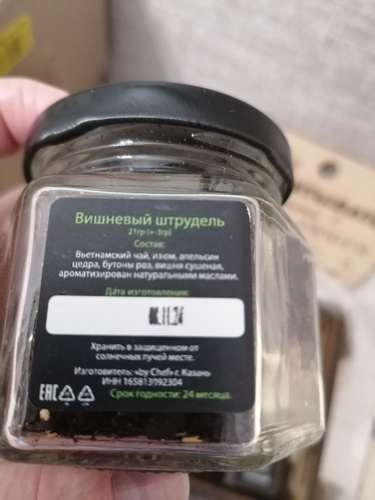 Вишневый штрудель
21гр (+-3гр)
Состав:
Вьетнамский чай, изюм, апельсин
цедра, бутоны роз, вишня сушеная,
ароматизирован натуральными маслами.
Дата изготовления:
Хранить в защищенном от
солнечных лучей месте.
Изготовитель: «by Chef» г. Казань
ИНН 165813992304
EAC
Срок годности: 24 месяца.